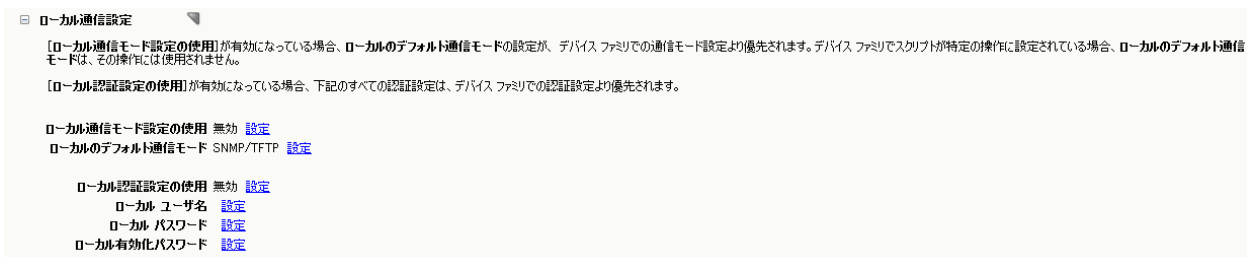 ローカル通信設定
[ローカル通信モード設定の使用]が有効になっている場合、ローカルのデフォルト通信モードの設定が、デバイス ファミリでの通信モード設定より優先されます。デバイス ファミリでスクリプトが特定の操作に設定されている場合、ローカルのデフォルト通信
モードは、その操作には使用されません。
[ローカル認証設定の使用]が有効になっている場合、下記のすべての認証設定は、デバイス ファミリでの認証設定より優先されます。
ローカル通信モード設定の使用 無効 設定
ローカルのデフォルト通信モード SNMP/TFTP 設定
ローカル認証設定の使用 無効 設定
ローカル ユーザ名 設定
ローカル パスワード 設定
ローカル有効化パスワード 設定